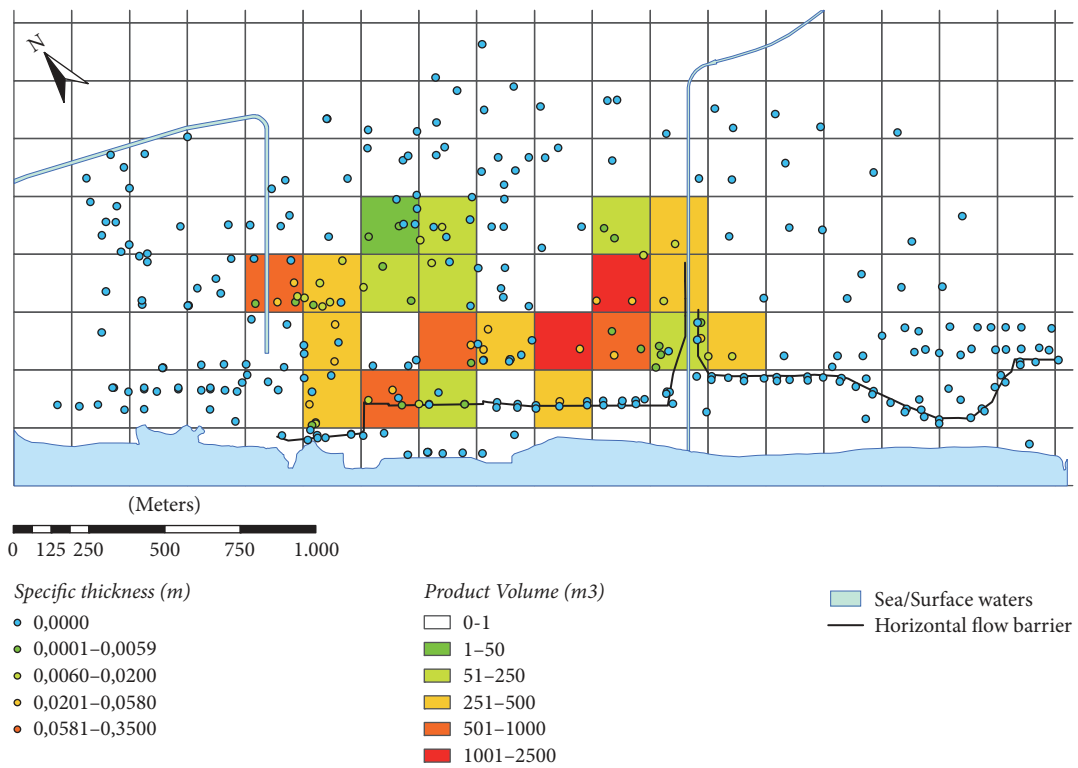 N
(Meters)
0 125 250 500 750 1.000
Specific thickness (m)
0,0000
0,0001–0,0059
0,0060–0,0200
0,0201–0,0580
0,0581–0,3500
Product Volume (m3)
0-1
1–50
51–250
251–500
501–1000
1001–2500
Sea/Surface waters
Horizontal flow barrier